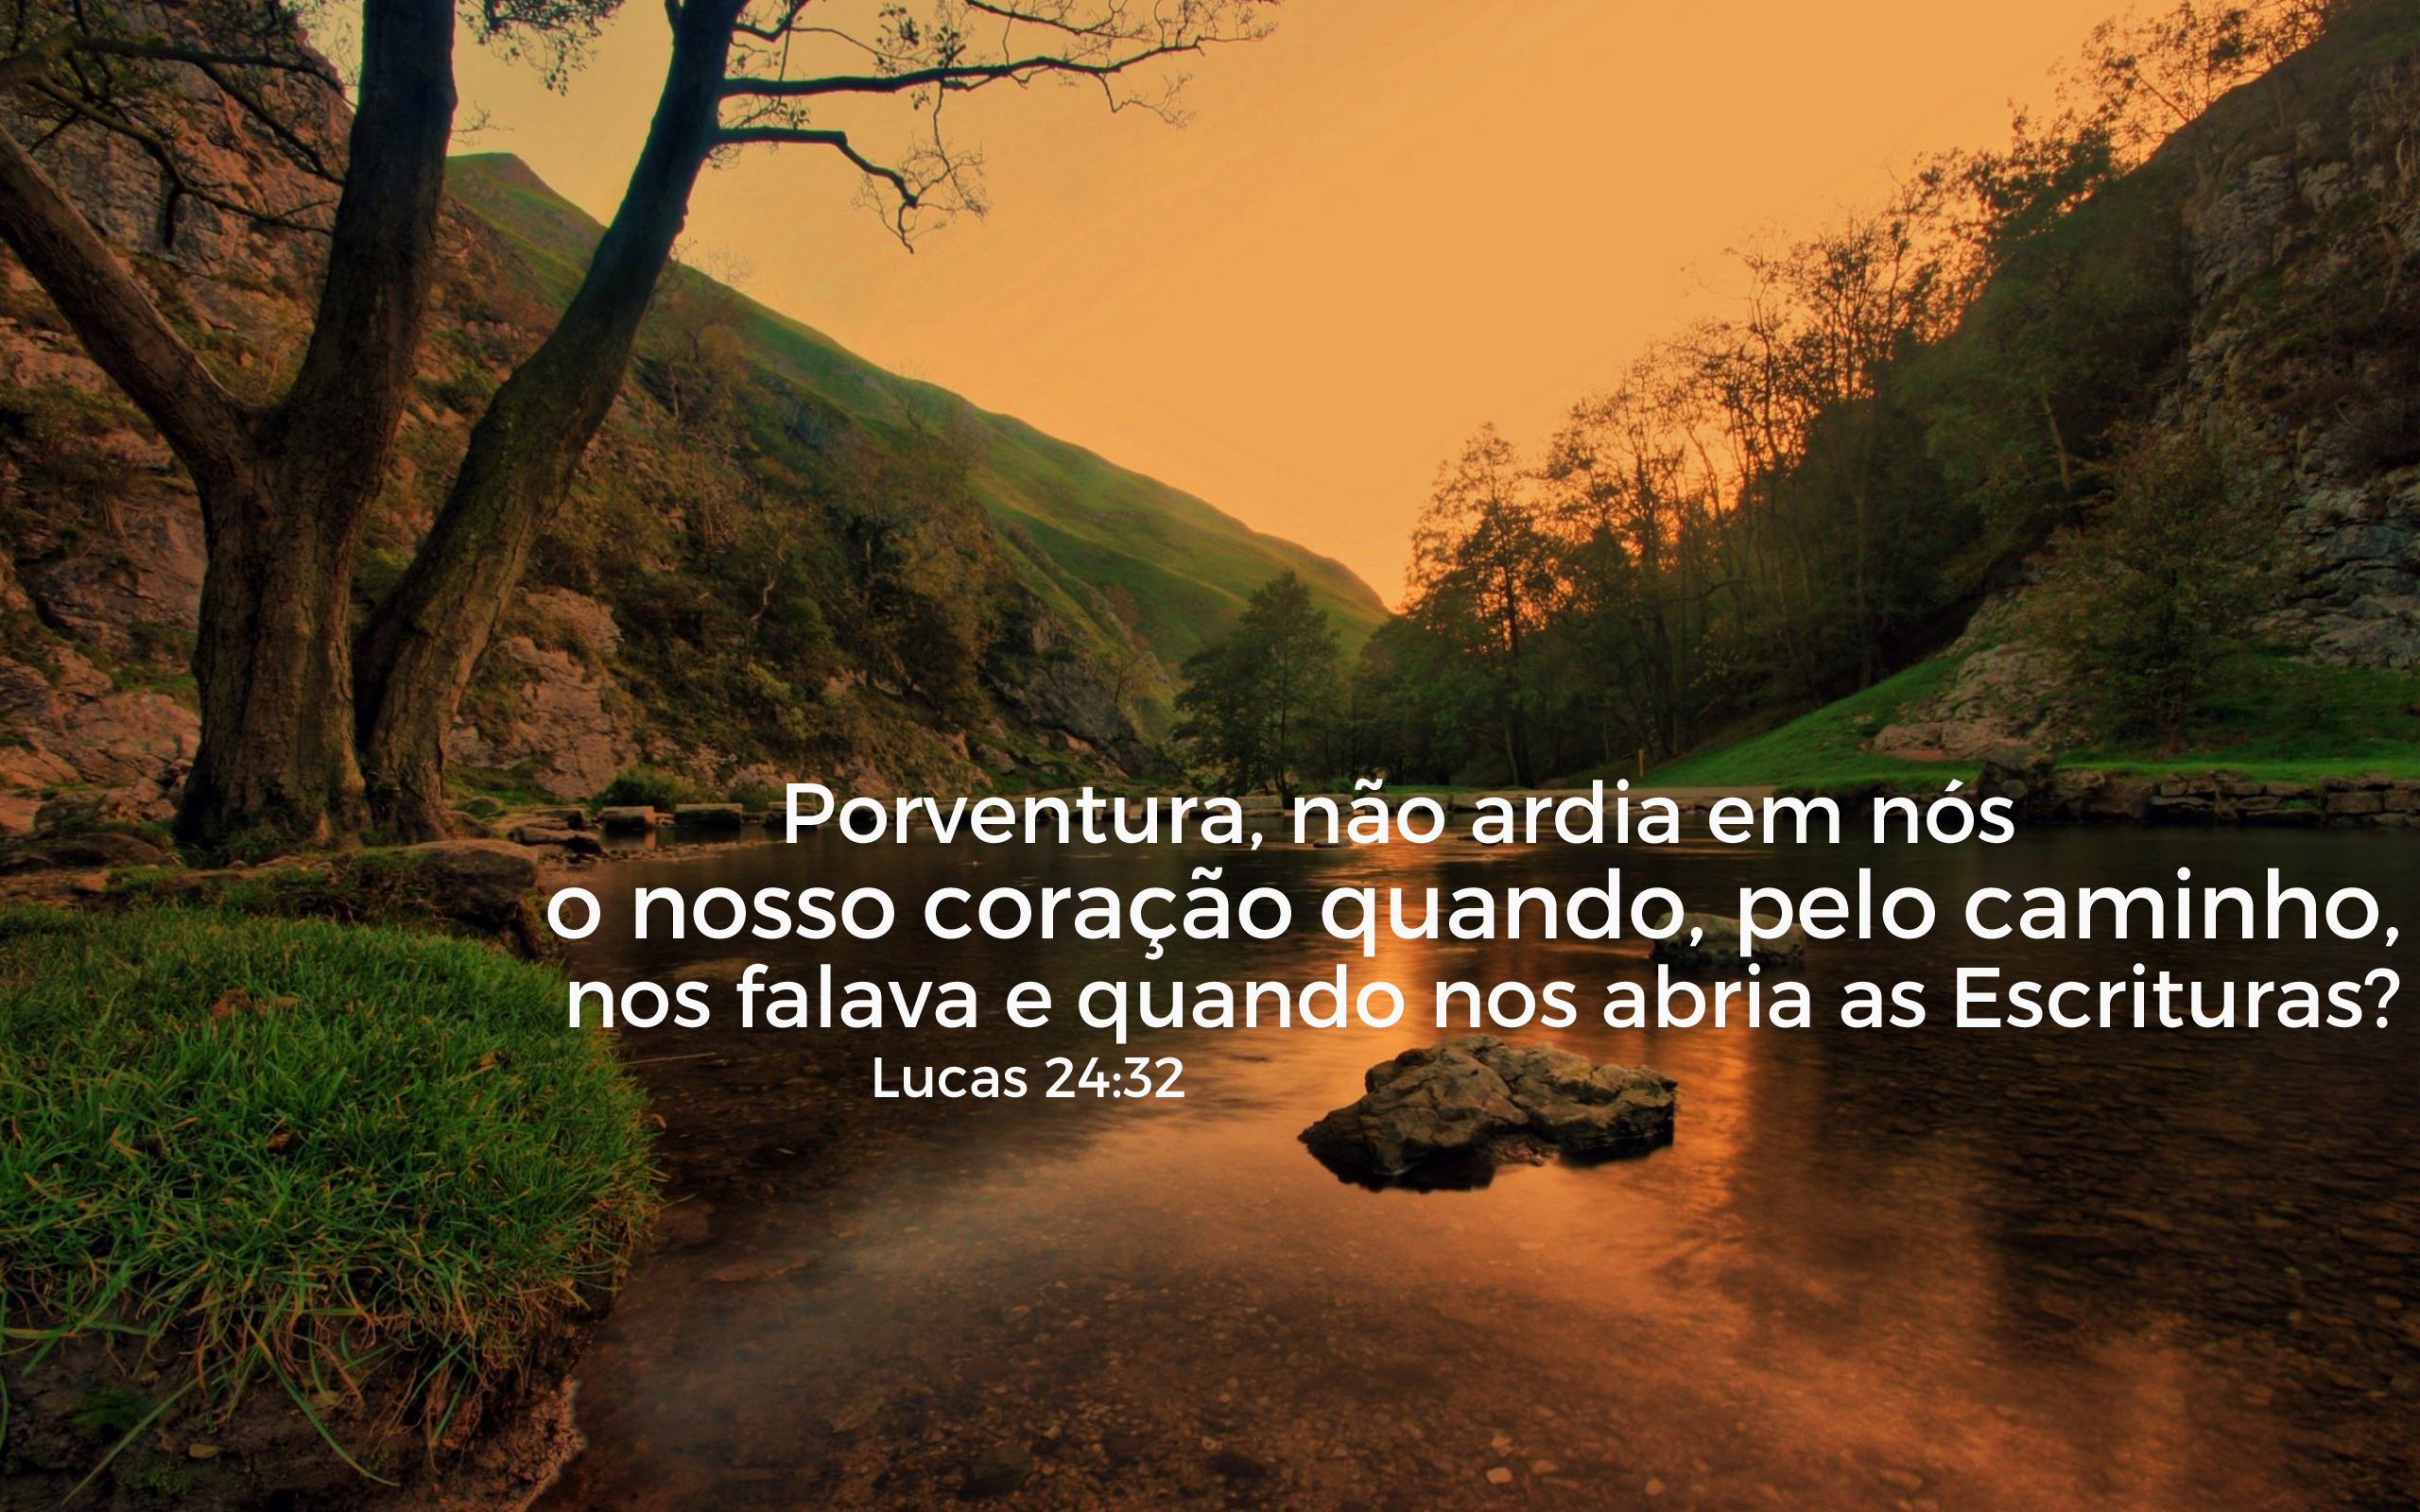 Porventura, não ardia em nós
o nosso coração quando, pelo caminho,
nos falava e quando nos abria as Escrituras?
Lucas 24:32